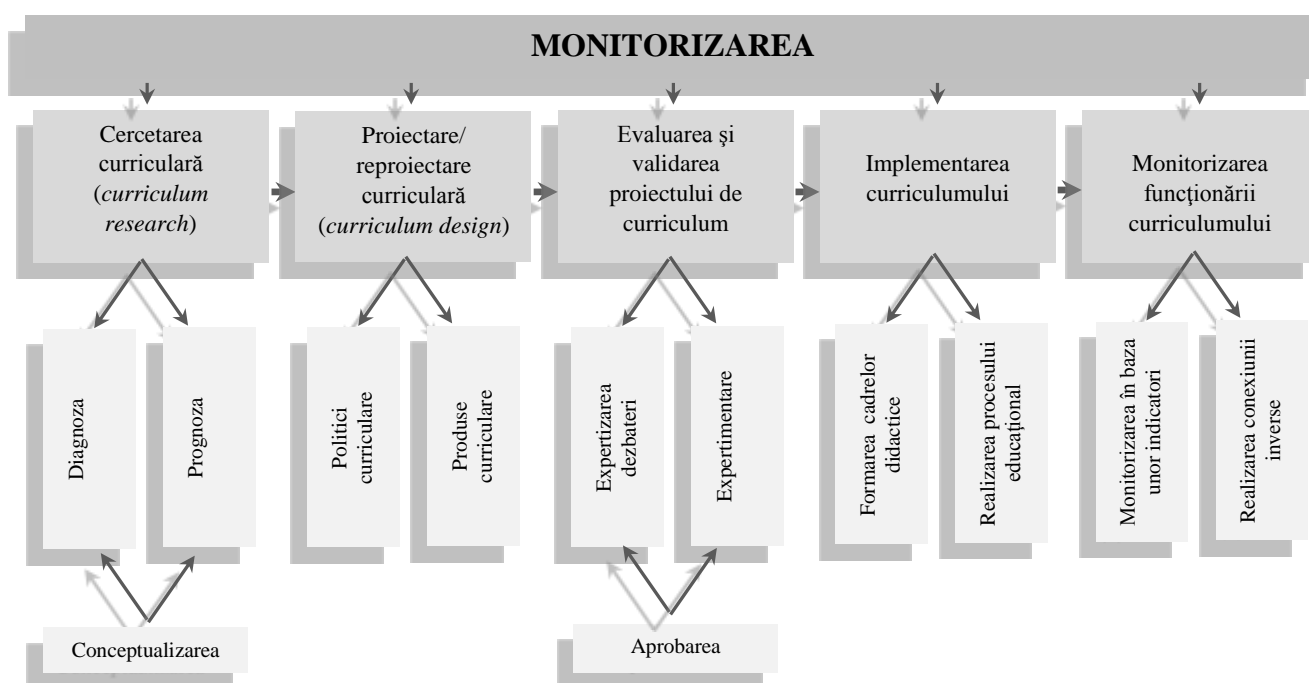 MONITORIZAREA
Cercetarea
curriculară
(curriculum
research)
Proiectare/
reproiectare
curriculară
(curriculum design)
Evaluarea şi
validarea
proiectului de
curriculum
Implementarea
curriculumului
Monitorizarea
funcţionării
curriculumului
Diagnoza
Prognoza
Politici
curriculare
Produse
curriculare
Expertizarea
dezbateri
Expertimentare
Formarea cadrelor
didactice
Realizarea procesului
educaţional
Monitorizarea în baza
unor indicatori
Realizarea conexiunii
inverse
Conceptualizarea
Aprobarea